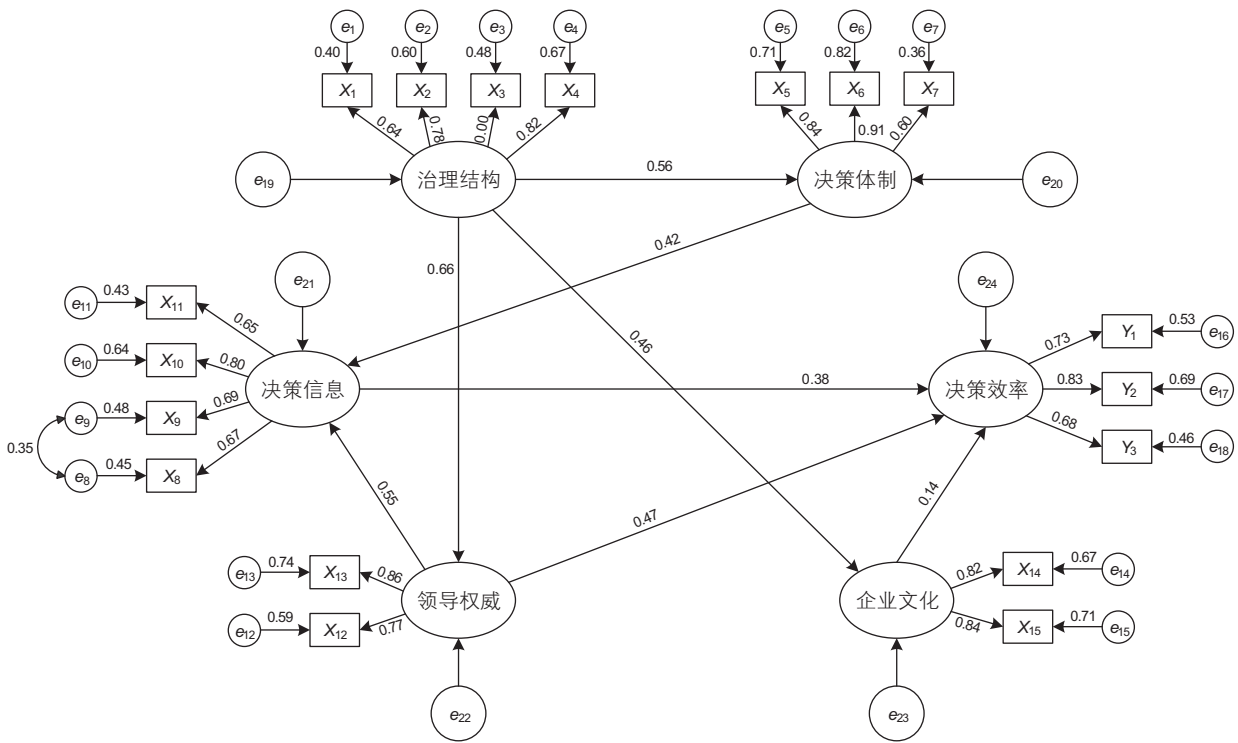 e1 e2 e3 e4 e5 e6 e7
0.40 0.60 0.48 0.67 0.71 0.82 0.36
X1 X2 X3 X4 X5 X6 X7
0.64 0.78 0.00 0.82 0.84 0.91 0.60
e19 治理结构 0.56 决策体制 e20
0.42
0.66
e21 e24
e11 0.43 X11
0.65
0.46
Y1 0.53 e16
0.73
e10 0.64 X10 0.80
决策信息 0.38 决策效率
0.83 Y2 0.69 e17
e9 0.48 X9 0.69
0.68
Y3 0.46 e18
0.35
0.67
e8 0.45 X8
0.55 0.47 0.14
e13 0.74 X13 0.86
0.82 X14 0.67 e14
领导权威 企业文化
e12 0.59 X12 0.77
0.84 X15 0.71 e15
e22 e23